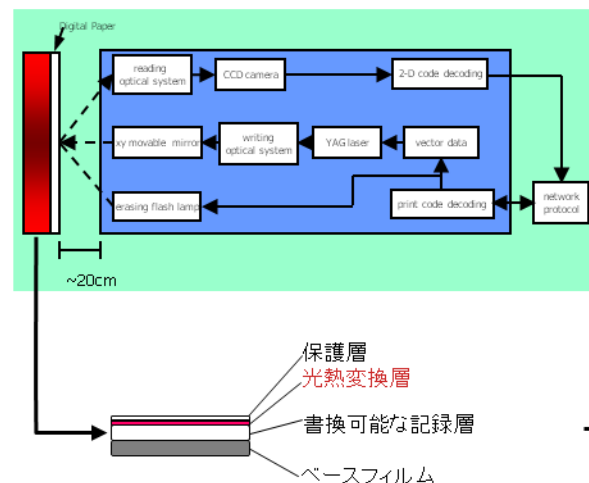 Digital Paper
reading
optical system
CCD camera
2-D code decoding
xy movable mirror
writing
optical system
YAG laser
vector data
erasing flash lamp
print code decoding
network
protocol
~20cm
保護層
光熱変換層
書換可能な記録層
ベースフィルム